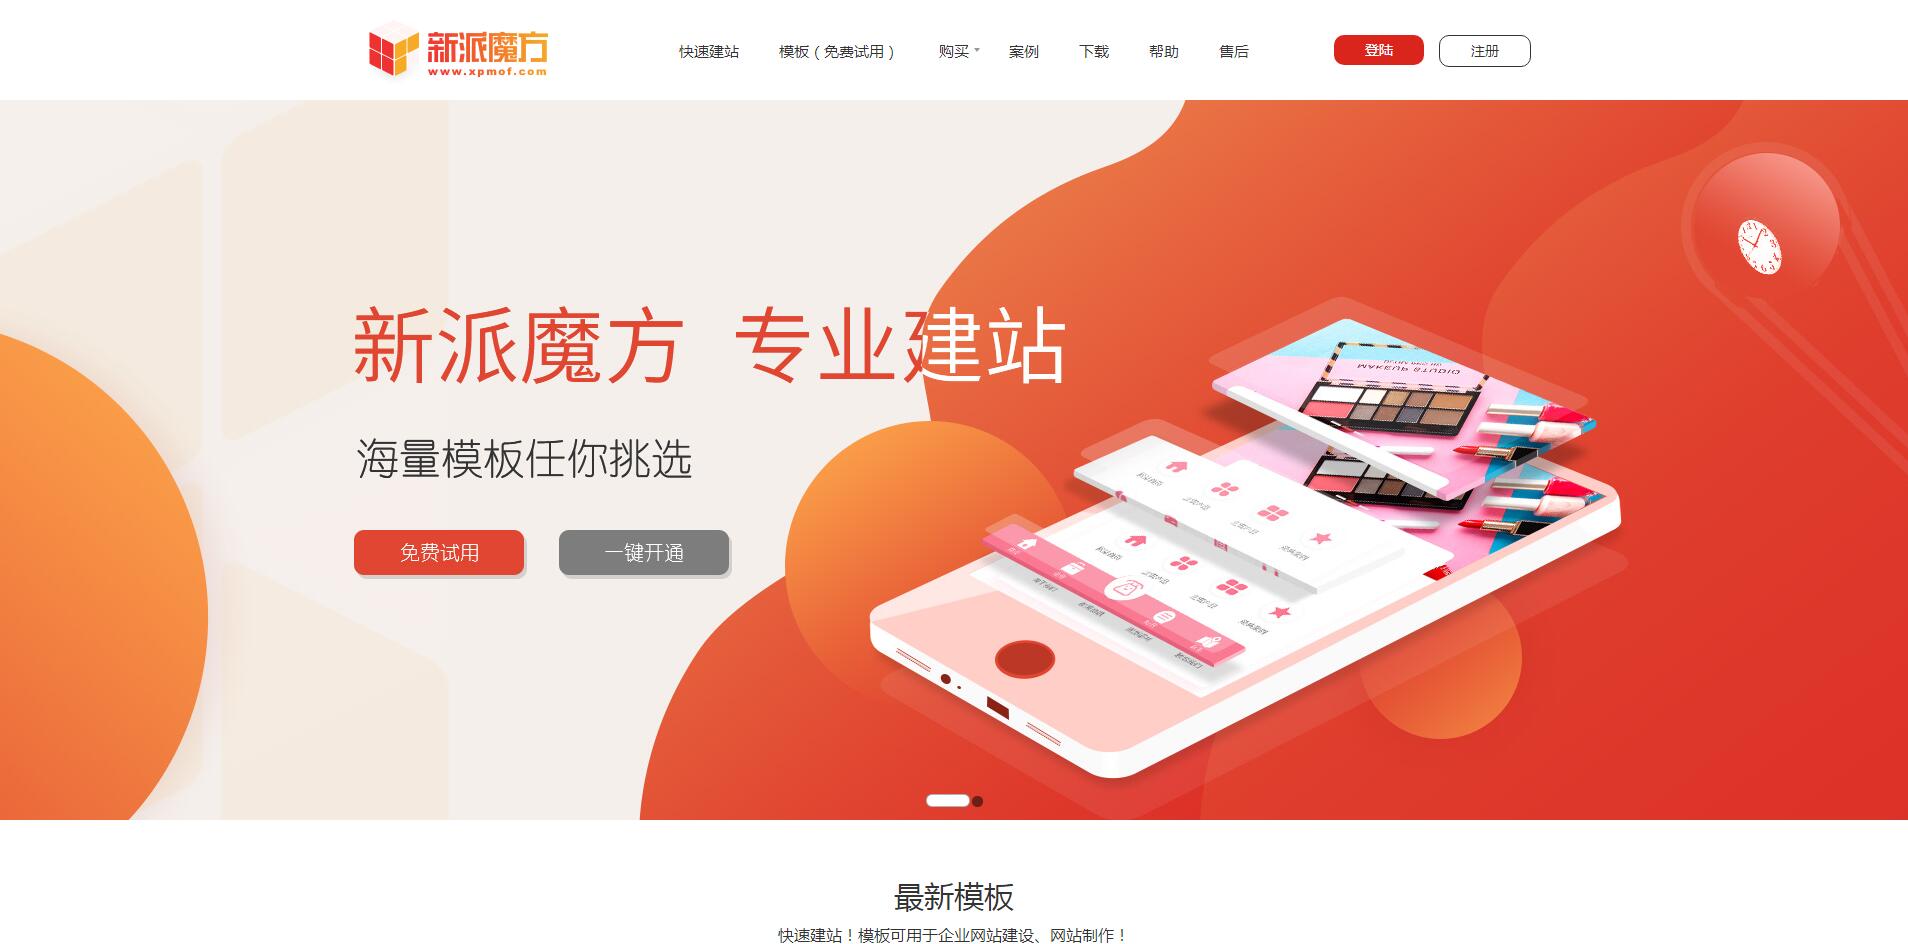 新派魔方
www.xpmof.com
快速建站 模板（免费试用） 购买 案例 下载 帮助 售后 登陆 注册
新派魔方 专业建站
海量模板任你挑选
免费试用 一键开通
MAKEUP STUDIO
最新模板
快速建站！模板可用于企业网站建设、网站制作！